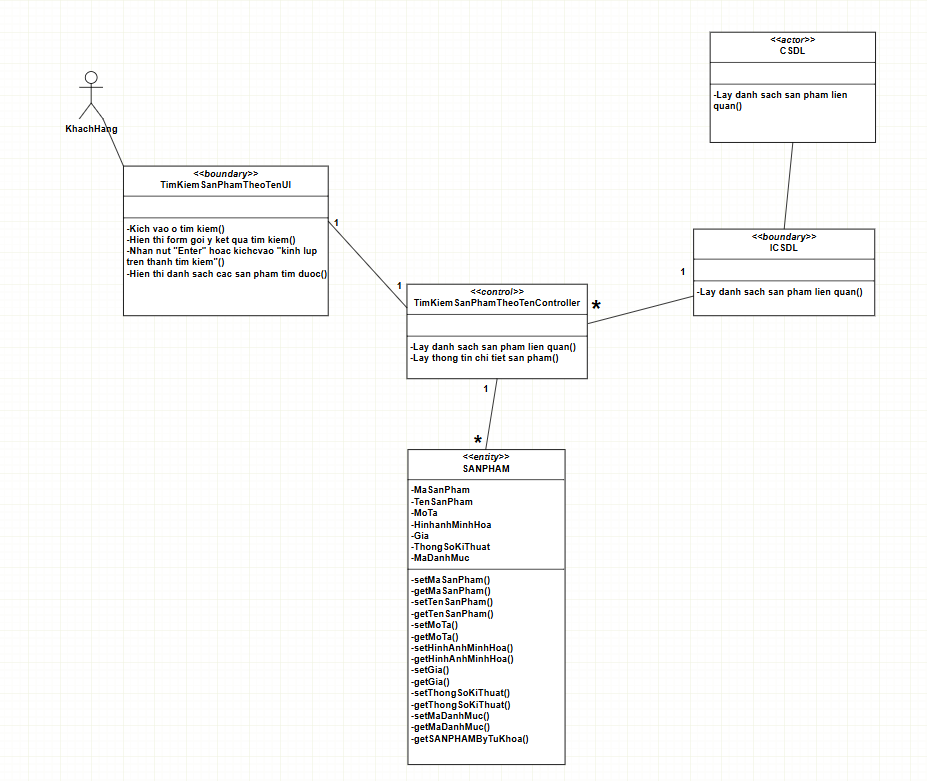 <<actor>>
CSDL
-Lay danh sach san pham lien
quan()
KhachHang
<<boundary>>
TimKiemSanPhamTheoTenUI
-Kich vao o tim kiem()
-Hien thi form goi y ket qua tim kiem()
-Nhan nut "Enter" hoac kichcvao "kinh lup
tren thanh tim kiem"()
-Hien thi danh sach cac san pham tim duoc()
1
1
<<boundary>>
ICSDL
-Lay danh sach san pham lien quan()
1
*
<<control>>
TimKiemSanPhamTheoTenController
-Lay danh sach san pham lien quan()
-Lay thong tin chi tiet san pham()
1
*
<<entity>>
SANPHAM
-MaSanPham
-TenSanPham
-MoTa
-HinhanhMinhHoa
-Gia
-ThongSoKiThuat
-MaDanhMuc
-setMaSanPham()
-getMaSanPham()
-setTenSanPham()
-getTenSanPham()
-setMoTa()
-getMoTa()
-setHinhAnhMinhHoa()
-getHinhAnhMinhHoa()
-setGia()
-getGia()
-setThongSoKiThuat()
-getThongSoKiThuat()
-setMaDanhMuc()
-getMaDanhMuc()
-getSANPHAMByTuKhoa()